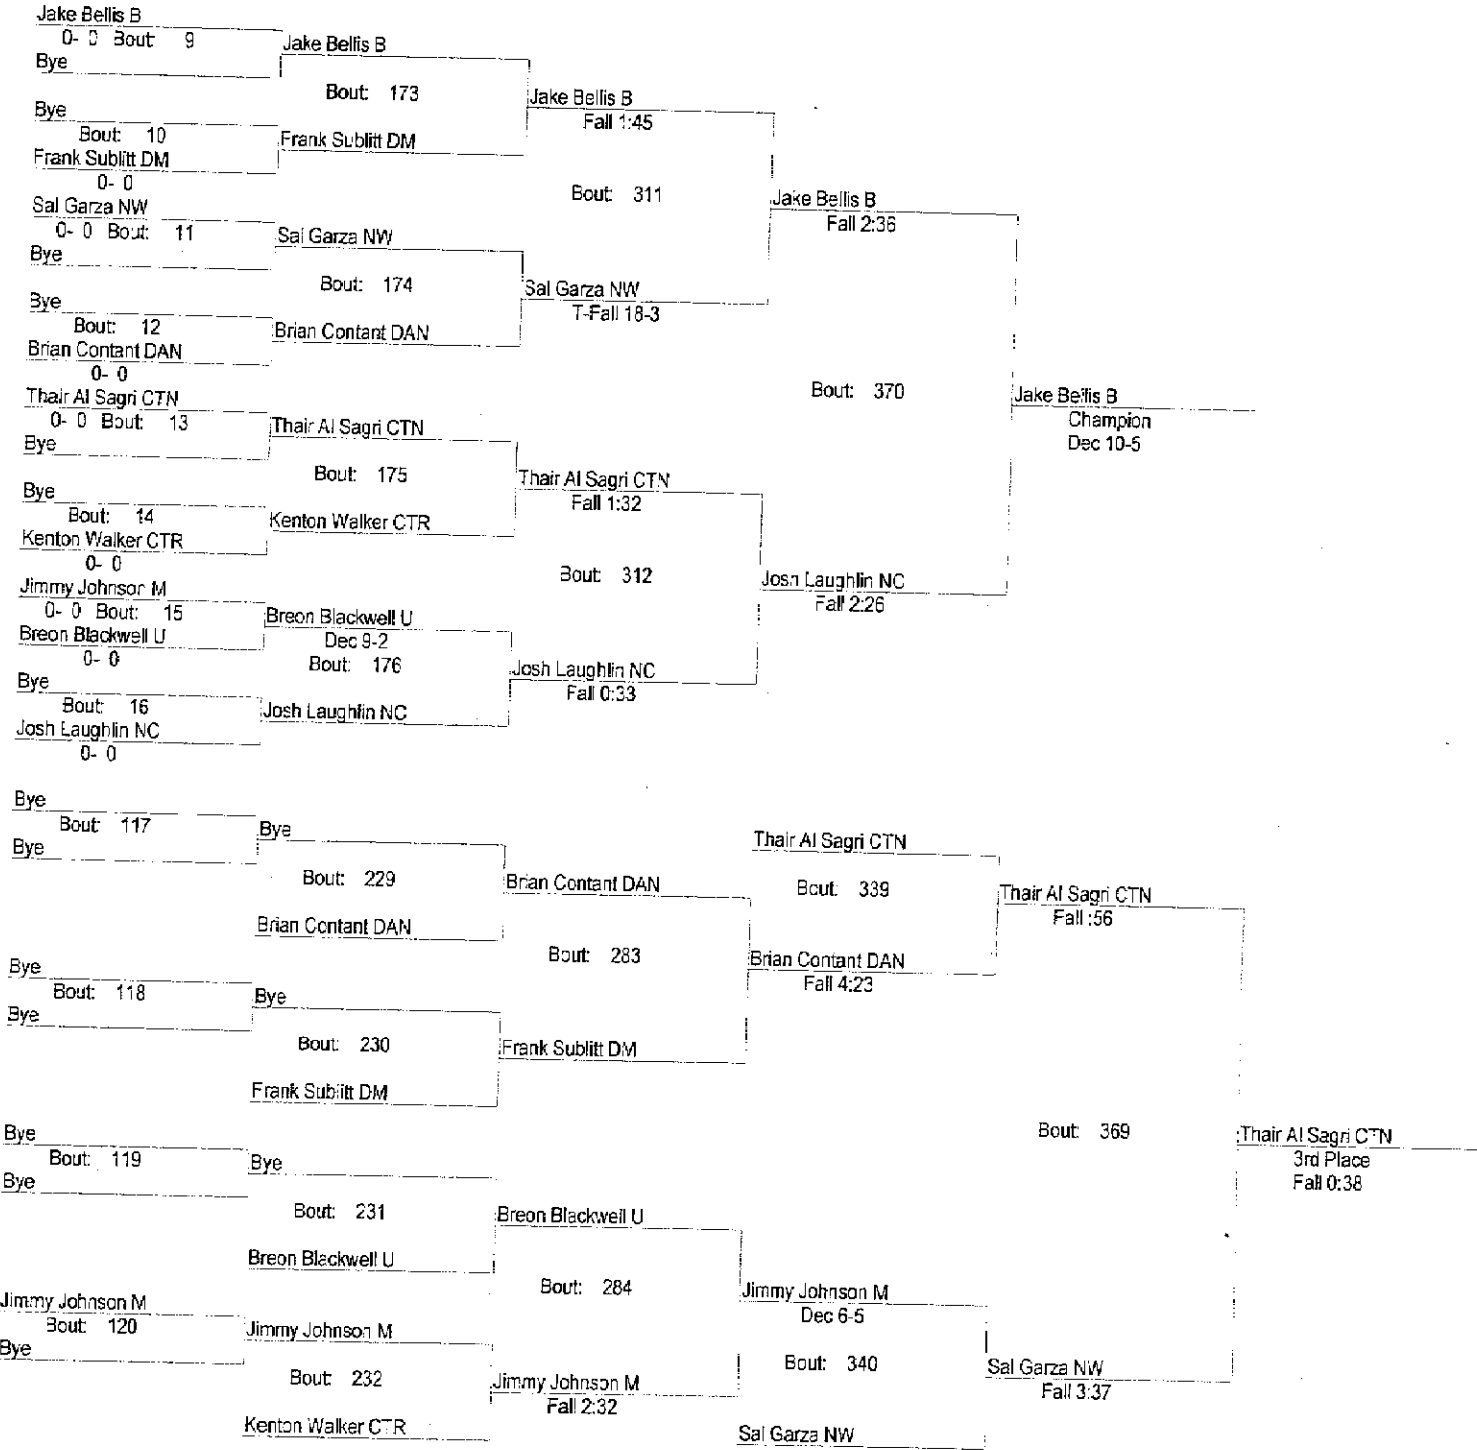 Jake Bellis B
0- 0 Bout: 9
Bye
Jake Bellis B
Bout: 173
Bye
Bout: 10
Frank Sublitt DM
0- 0
Frank Sublitt DM
Jake Bellis B
Fall 1:45
Bout: 311
Sal Garza NW
0- 0 Bout: 11
Bye
Sal Garza NW
Bout: 174
Bye
Bout: 12
Brian Contant DAN
0- 0
Brian Contant DAN
Sal Garza NW
T-Fall 18-3
Jake Bellis B
Fall 2:36
Bout: 370
Thair Al Sagri CTN
0- 0 Bout: 13
Bye
Thair Al Sagri CTN
Bout: 175
Bye
Bout: 14
Kenton Walker CTR
0- 0
Kenton Walker CTR
Thair Al Sagri CTN
Fall 1:32
Bout: 312
Jimmy Johnson M
0- 0 Bout: 15
Breon Blackwell U
0- 0
Breon Blackwell U
Dec 9-2
Bout: 176
Bye
Bout: 16
Josh Laughlin NC
0- 0
Josh Laughlin NC
Josh Laughlin NC
Fall 0:33
Josh Laughlin NC
Fall 2:26
Jake Bellis B
Champion
Dec 10-5
Bye
Bout: 117
Bye
Bye
Bout: 229
Brian Contant DAN
Brian Contant DAN
Bout: 283
Bye
Bout: 118
Bye
Bye
Bout: 230
Frank Sublitt DM
Frank Sublitt DM
Thair Al Sagri CTN
Bout: 339
Brian Contant DAN
Fall 4:23
Thair Al Sagri CTN
Fall :56
Bout: 369
Bye
Bout: 119
Bye
Bye
Bout: 231
Breon Blackwell U
Breon Blackwell U
Bout: 284
Jimmy Johnson M
Bout: 120
Bye
Jimmy Johnson M
Bout: 232
Kenton Walker CTR
Jimmy Johnson M
Fall 2:32
Jimmy Johnson M
Dec 6-5
Bout: 340
Sal Garza NW
Sal Garza NW
Fall 3:37
Thair Al Sagri CTN
3rd Place
Fall 0:38